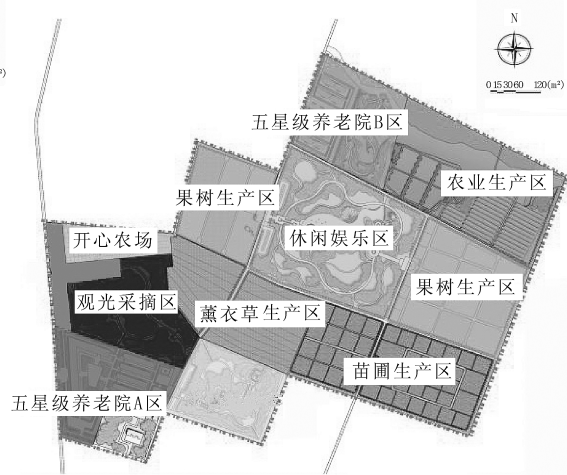 N
0 15 30 60 120(m²)
²)
五星级养老院B区
农业生产区
果树生产区
休闲娱乐区
开心农场
观光采摘区
果树生产区
薰衣草生产区
苗圃生产区
五星级养老院A区